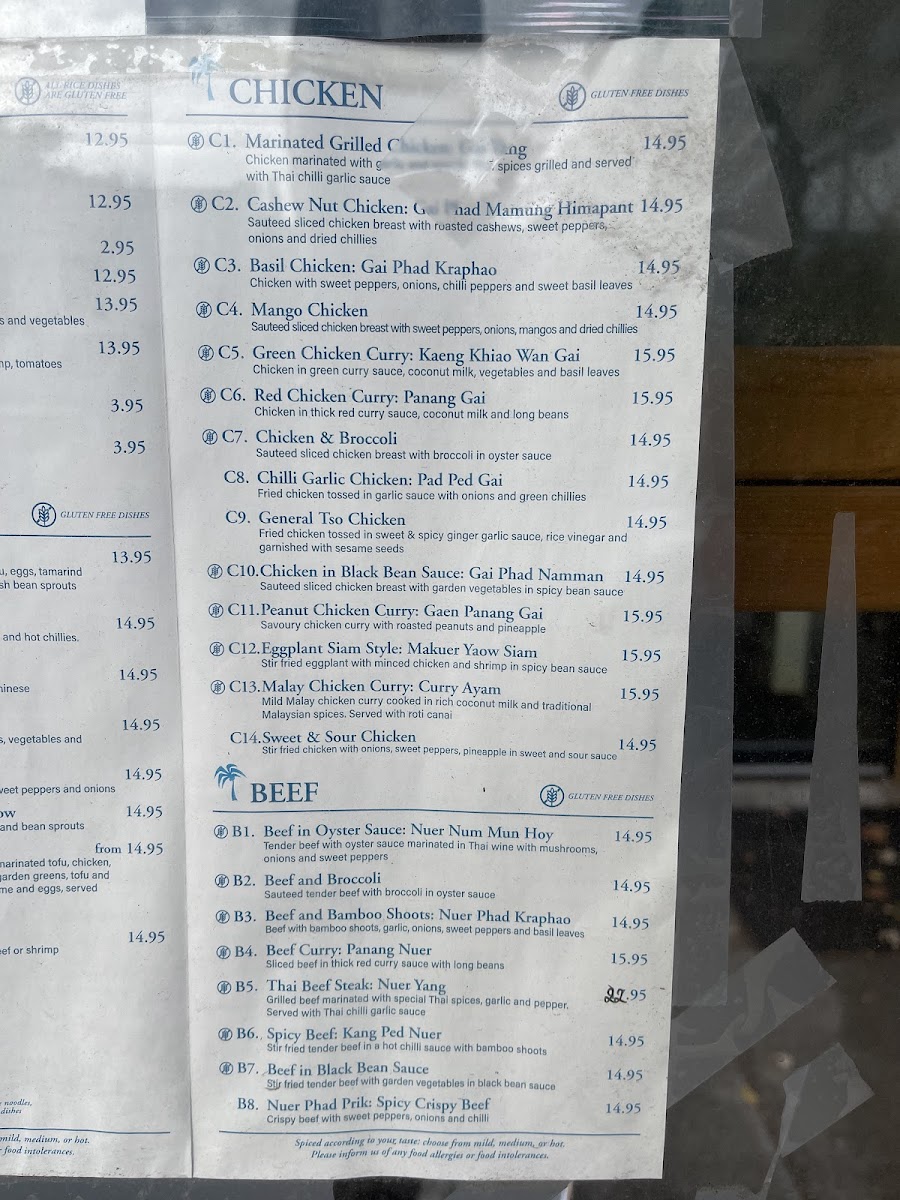 ALL RICE DISHES
ARE GLUTEN FREE
12.95
12.95
2.95
12.95
13.95
s and vegetables
13.95
mp, tomatoes
3.95
3.95
GLUTEN FREE DISHES
13.95
u, eggs, tamarind
sh bean sprouts
14.95
and hot chillies.
14.95
hinese
14.95
s, vegetables and
14.95
weet peppers and onions
ow 14.95
and bean sprouts
from 14.95
marinated tofu, chicken,
garden greens, tofu and
me and eggs, served
14.95
eef or shrimp
noodles,
dishes
mild, medium, or hot.
food intolerances.
CHICKEN GLUTEN FREE DISHES
C1. Marinated Grilled 14.95
Chicken marinated with spices grilled and served
with Thai chilli garlic sauce
C2. Cashew Nut Chicken: Phad Mamung Himapant 14.95
Sauteed sliced chicken breast with roasted cashews, sweet peppers,
onions and dried chillies
C3. Basil Chicken: Gai Phad Kraphao 14.95
Chicken with sweet peppers, onions, chilli peppers and sweet basil leaves
C4. Mango Chicken 14.95
Sauteed sliced chicken breast with sweet peppers, onions, mangos and dried chillies
C5. Green Chicken Curry: Kaeng Khiao Wan Gai 15.95
Chicken in green curry sauce, coconut milk, vegetables and basil leaves
C6. Red Chicken Curry: Panang Gai 15.95
Chicken in thick red curry sauce, coconut milk and long beans
C7. Chicken & Broccoli 14.95
Sauteed sliced chicken breast with broccoli in oyster sauce
C8. Chilli Garlic Chicken: Pad Ped Gai 14.95
Fried chicken tossed in garlic sauce with onions and green chillies
C9. General Tso Chicken 14.95
Fried chicken tossed in sweet & spicy ginger garlic sauce, rice vinegar and
garnished with sesame seeds
C10. Chicken in Black Bean Sauce: Gai Phad Namman 14.95
Sauteed sliced chicken breast with garden vegetables in spicy bean sauce
C11. Peanut Chicken Curry: Gaen Panang Gai 15.95
Savoury chicken curry with roasted peanuts and pineapple
C12. Eggplant Siam Style: Makuer Yaow Siam 15.95
Stir fried eggplant with minced chicken and shrimp in spicy bean sauce
C13. Malay Chicken Curry: Curry Ayam 15.95
Mild Malay chicken curry cooked in rich coconut milk and traditional
Malaysian spices. Served with roti canai
C14. Sweet & Sour Chicken 14.95
Stir fried chicken with onions, sweet peppers, pineapple in sweet and sour sauce
BEEF GLUTEN FREE DISHES
B1. Beef in Oyster Sauce: Nuer Num Mun Hoy 14.95
Tender beef with oyster sauce marinated in Thai wine with mushrooms,
onions and sweet peppers
B2. Beef and Broccoli 14.95
Sauteed tender beef with broccoli in oyster sauce
B3. Beef and Bamboo Shoots: Nuer Phad Kraphao 14.95
Beef with bamboo shoots, garlic, onions, sweet peppers and basil leaves
B4. Beef Curry: Panang Nuer 15.95
Sliced beef in thick red curry sauce with long beans
B5. Thai Beef Steak: Nuer Yang 22.95
Grilled beef marinated with special Thai spices, garlic and pepper.
Served with Thai chilli garlic sauce
B6. Spicy Beef: Kang Ped Nuer 14.95
Stir fried tender beef in a hot chilli sauce with bamboo shoots
B7. Beef in Black Bean Sauce 14.95
Stir fried tender beef with garden vegetables in black bean sauce
B8. Nuer Phad Prik: Spicy Crispy Beef 14.95
Crispy beef with sweet peppers, onions and chilli
Spiced according to your taste: choose from mild, medium, or hot.
Please inform us of any food allergies or food intolerances.